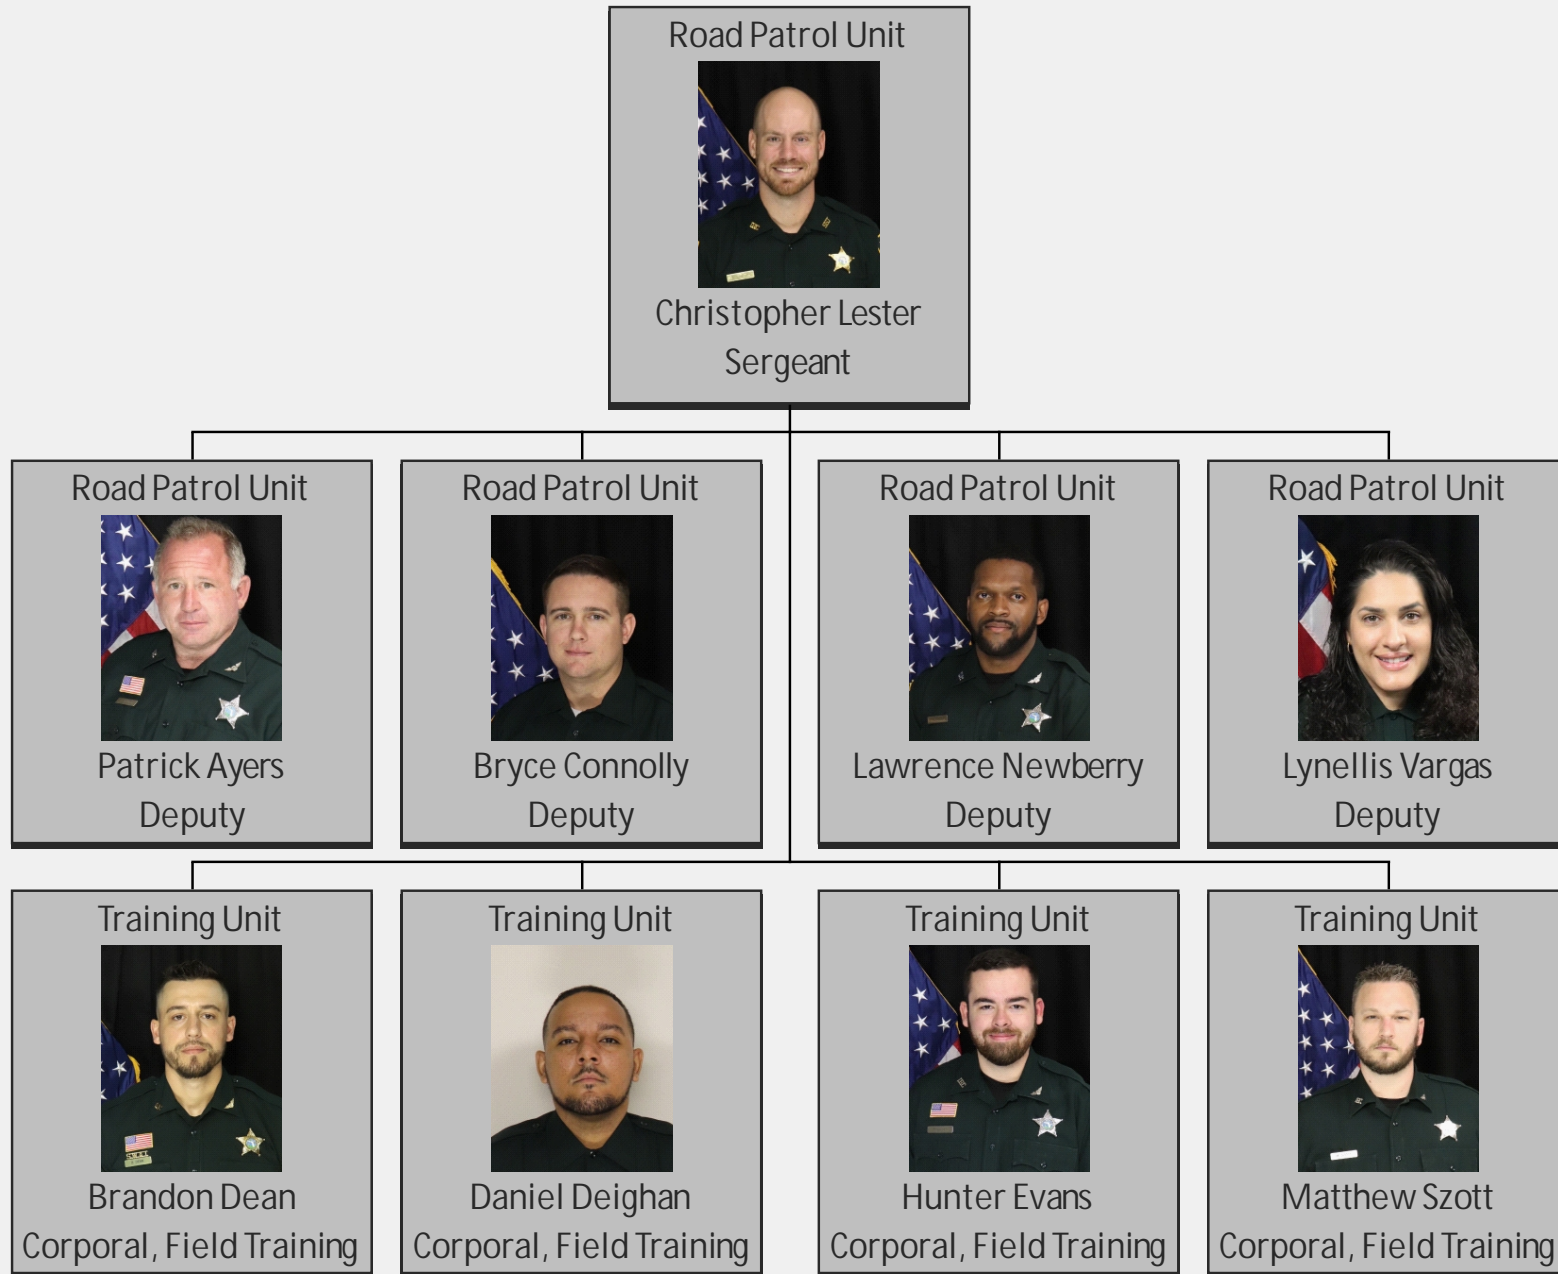 Road Patrol Unit
Christopher Lester
Sergeant
Road Patrol Unit
Patrick Ayers
Deputy
Road Patrol Unit
Bryce Connolly
Deputy
Road Patrol Unit
Lawrence Newberry
Deputy
Road Patrol Unit
Lynellis Vargas
Deputy
Training Unit
Brandon Dean
Corporal, Field Training
Training Unit
Daniel Deighan
Corporal, Field Training
Training Unit
Hunter Evans
Corporal, Field Training
Training Unit
Matthew Szott
Corporal, Field Training